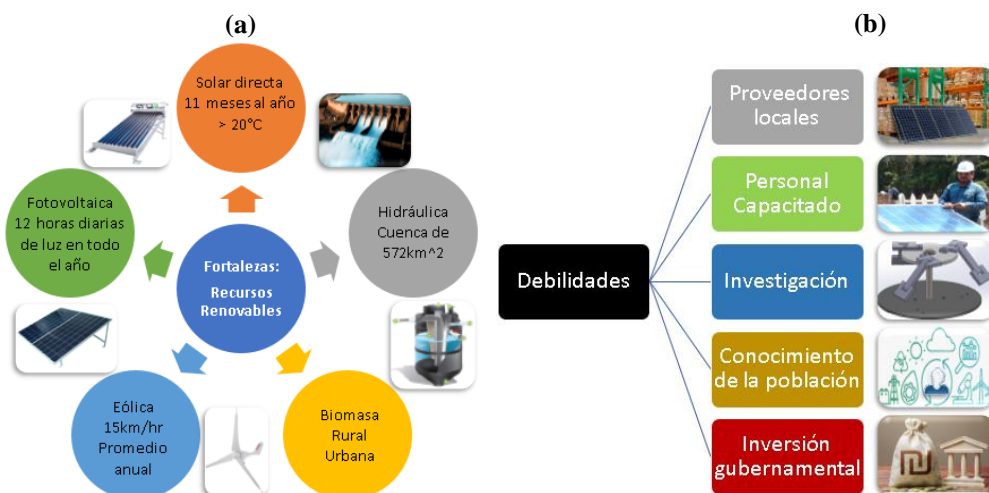 (a)
Solar directa
11 meses al año
> 20°C
Fotovoltaica
12 horas diarias
de luz en todo
el año
Hidráulica
Cuenca de
572km^2
Fortalezas:
Recursos
Renovables
Eólica
15km/hr
Promedio
anual
Biomasa
Rural
Urbana
(b)
Debilidades
Proveedores
locales
Personal
Capacitado
Investigación
Conocimiento
de la población
Inversión
gubernamental